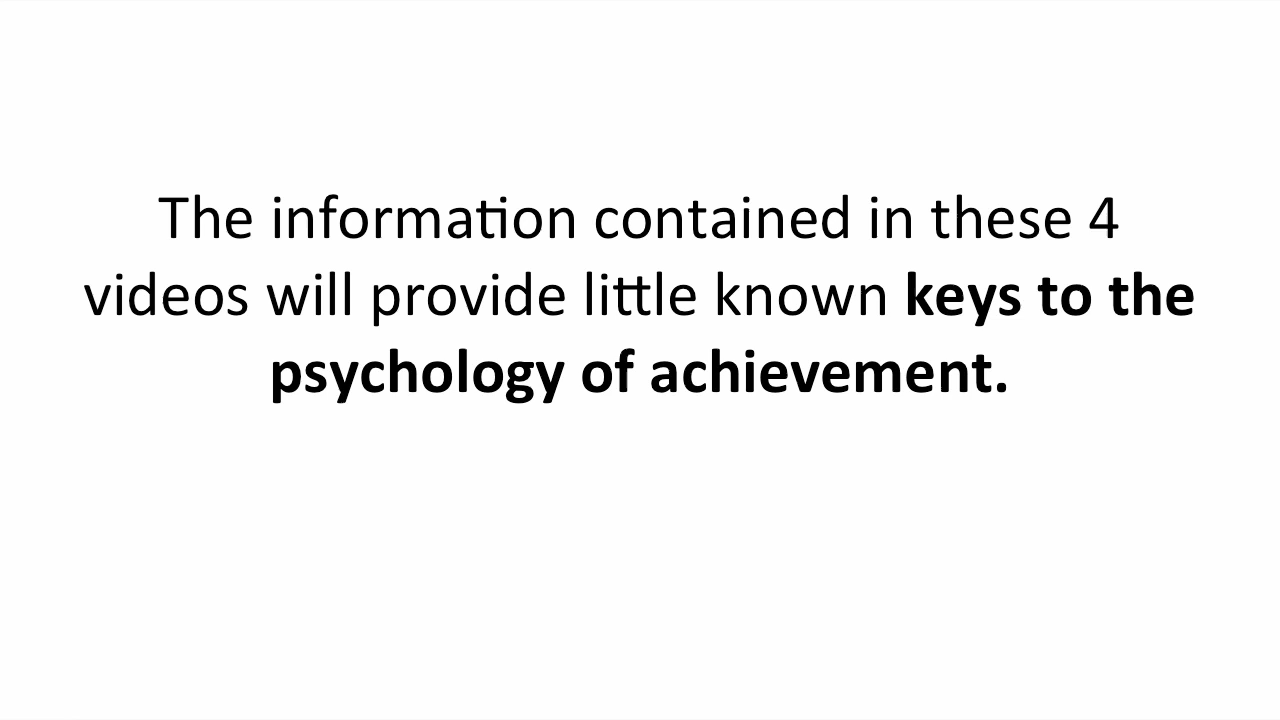 The information contained in these 4
videos will provide little known keys to the
psychology of achievement.